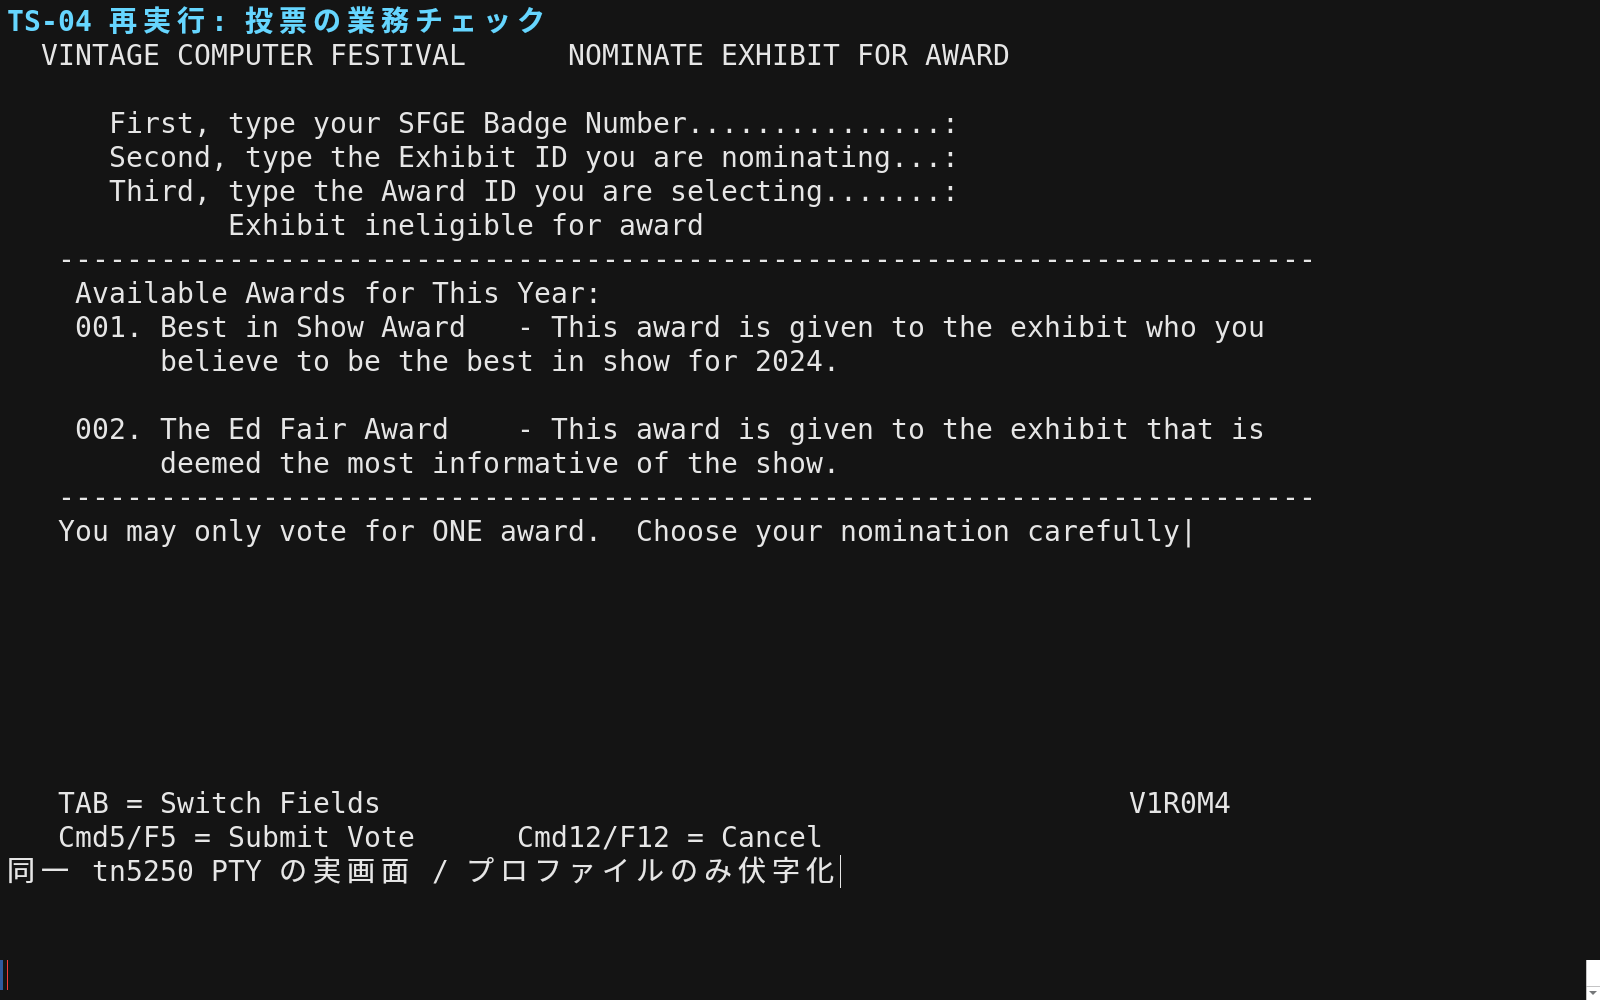 TS-04 再実行: 投票の業務チェック
VINTAGE COMPUTER FESTIVAL      NOMINATE EXHIBIT FOR AWARD
First, type your SFGE Badge Number...............:
Second, type the Exhibit ID you are nominating...:
Third, type the Award ID you are selecting.......:
Exhibit ineligible for award
--------------------------------------------------------------------------
Available Awards for This Year:
001. Best in Show Award   - This award is given to the exhibit who you
believe to be the best in show for 2024.
002. The Ed Fair Award    - This award is given to the exhibit that is
deemed the most informative of the show.
--------------------------------------------------------------------------
You may only vote for ONE award.  Choose your nomination carefully|
TAB = Switch Fields                                            V1R0M4
Cmd5/F5 = Submit Vote      Cmd12/F12 = Cancel
同一 tn5250 PTY の実画面 / プロファイルのみ伏字化